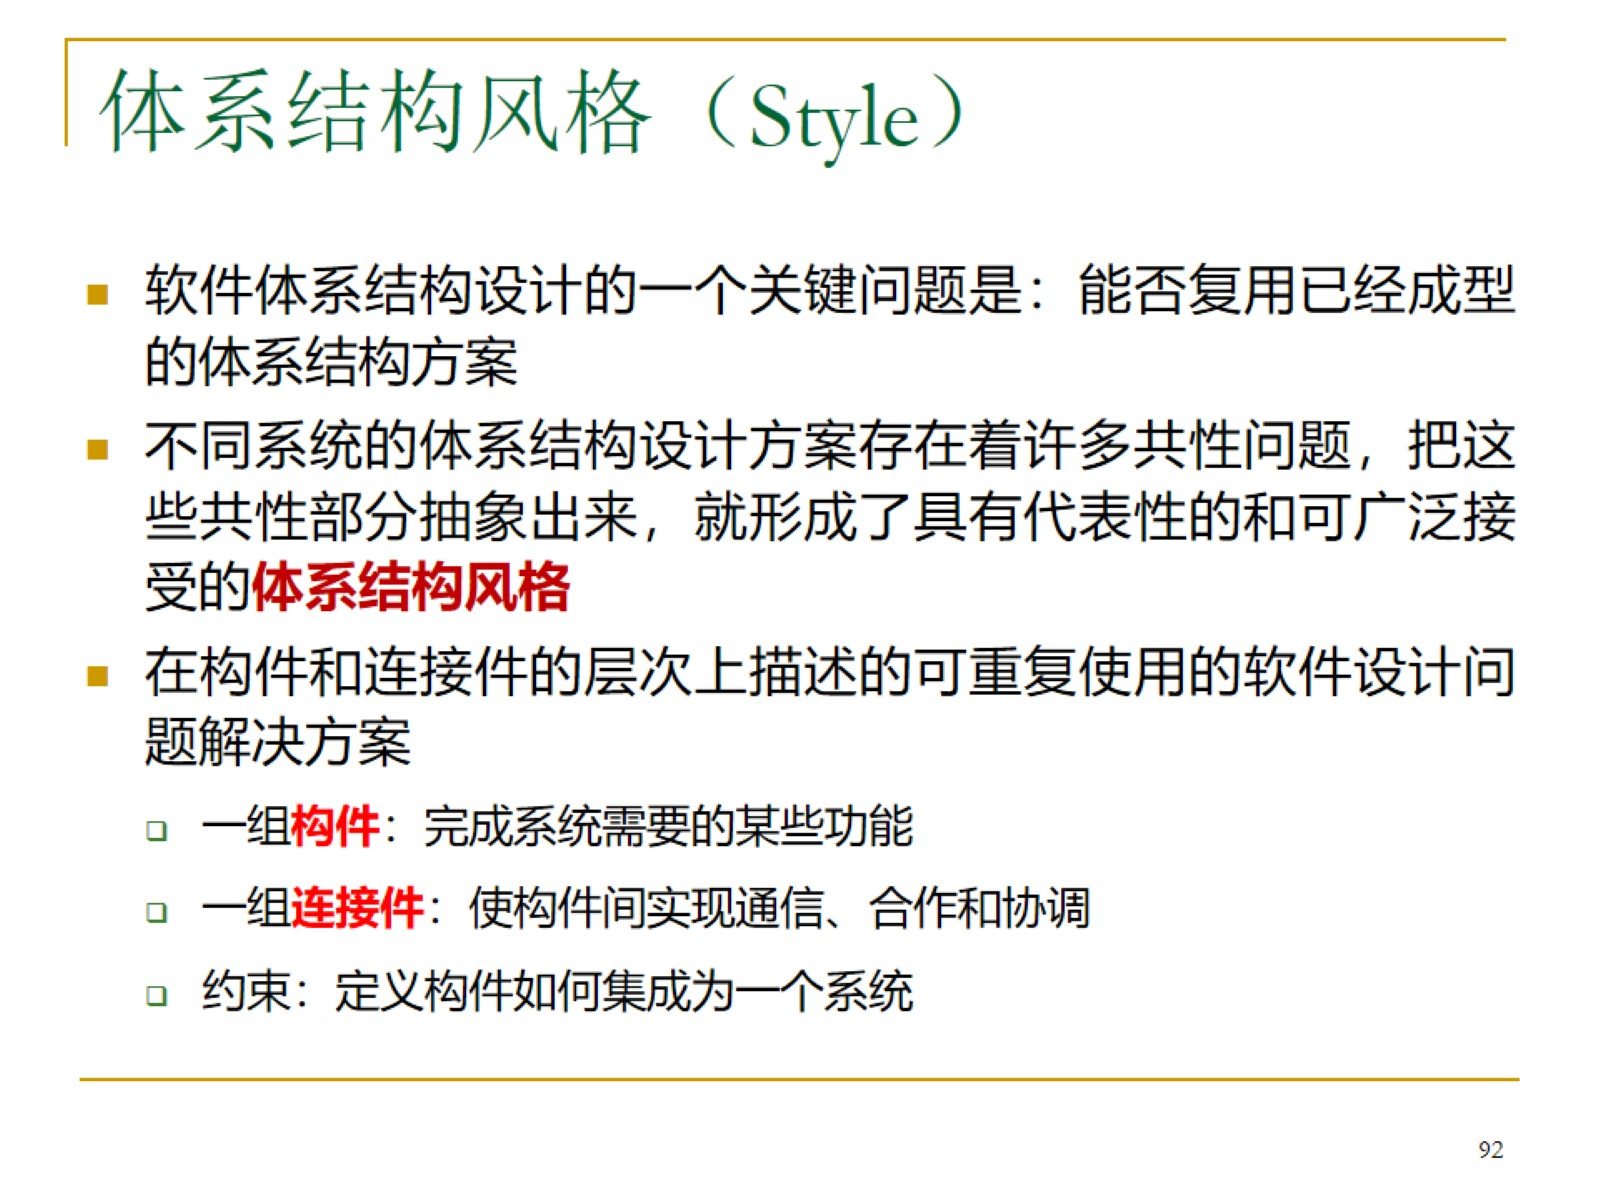 体系结构风格（Style）
软件体系结构设计的一个关键问题是：能否复用已经成型
的体系结构方案
不同系统的体系结构设计方案存在着许多共性问题，把这
些共性部分抽象出来，就形成了具有代表性的和可广泛接
受的体系结构风格
在构件和连接件的层次上描述的可重复使用的软件设计问
题解决方案
一组构件：完成系统需要的某些功能
一组连接件：使构件间实现通信、合作和协调
约束：定义构件如何集成为一个系统
92